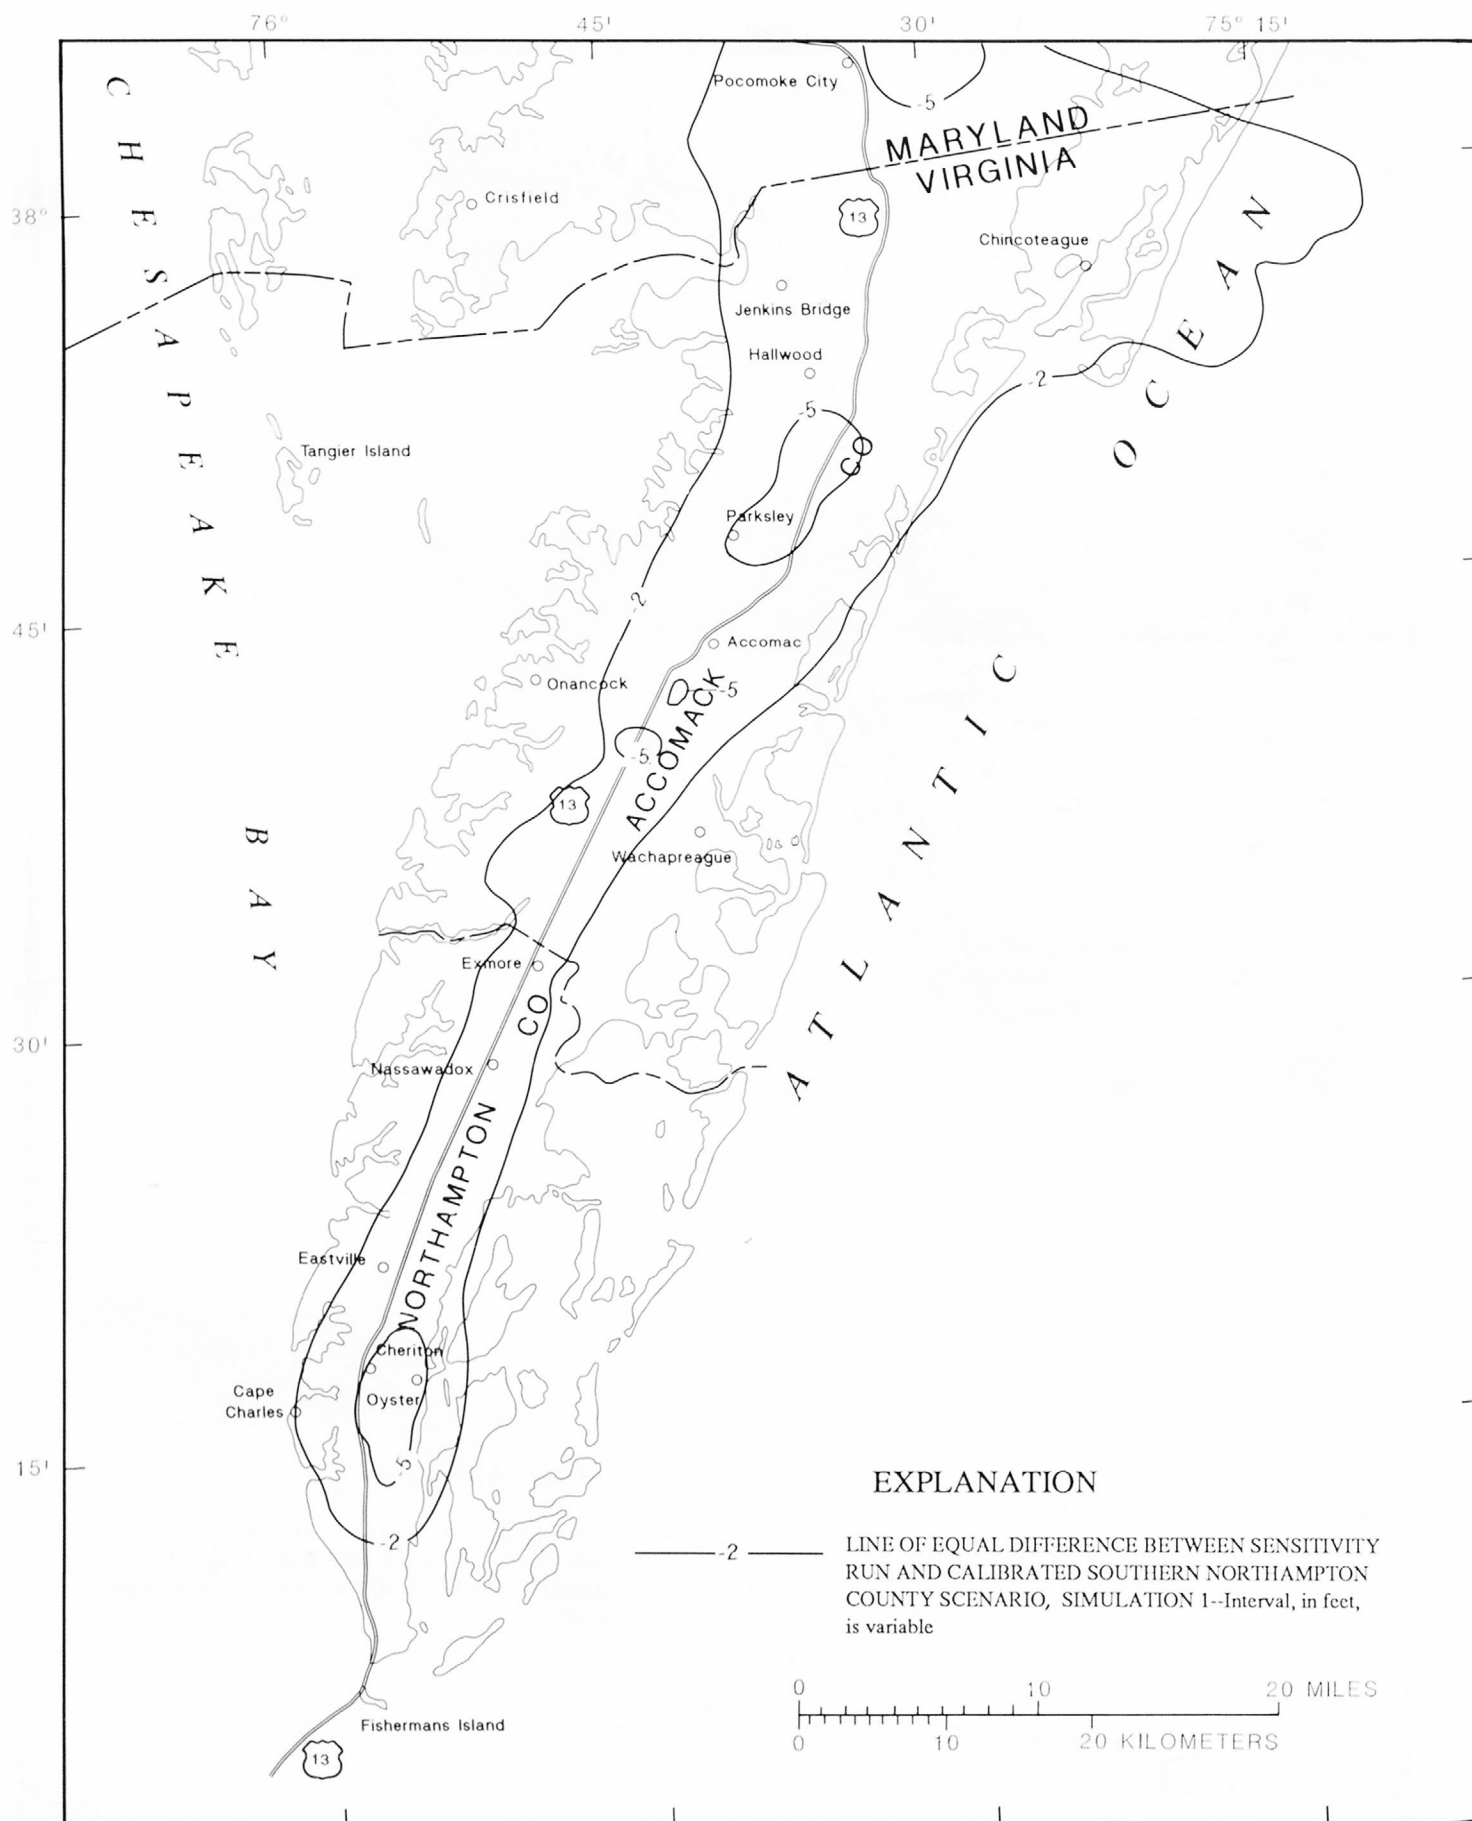 76° 45' 30' 75° 15'
Pocomoke City
-5
MARYLAND
VIRGINIA
CHESAPEAKE
BAY
Crisfield
38°
13
Chincoteague
Jenkins Bridge
Hallwood
-2
-5
CO
Tangier Island
Parksley
-2
45'
Accomac
Onancock
-5
-5
ACCOMACK
13
Wachapreague
ATLANTIC OCEAN
Exmore
CO
30'
Nassawadox
NORTHAMPTON
Eastville
Cheriton
Cape
Charles
Oyster
-5
15'
-2
EXPLANATION
-2 LINE OF EQUAL DIFFERENCE BETWEEN SENSITIVITY
RUN AND CALIBRATED SOUTHERN NORTHAMPTON
COUNTY SCENARIO, SIMULATION 1--Interval, in feet,
is variable
0 10 20 MILES
0 10 20 KILOMETERS
Fishermans Island
13